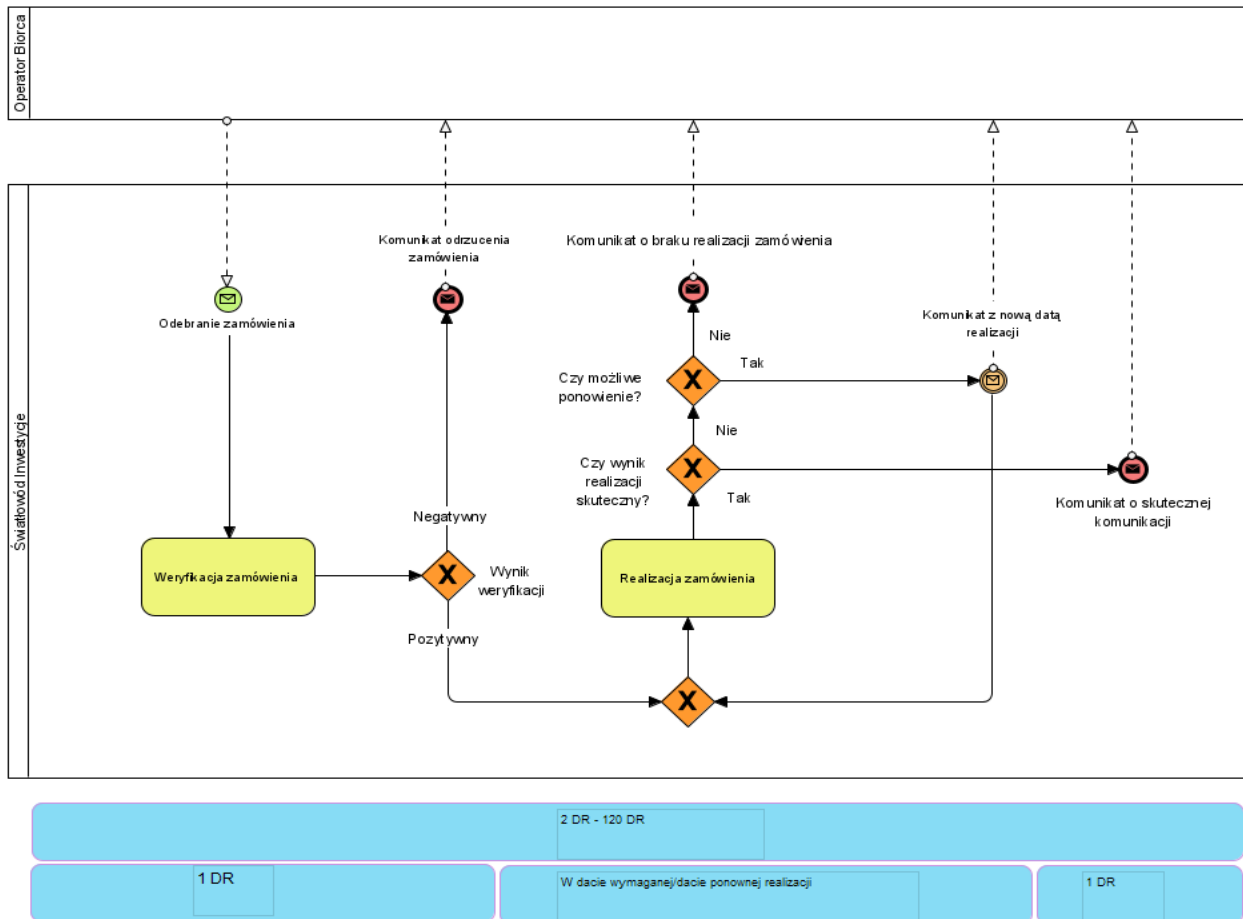 Operator Biorca
Światłowód Inwestycje
Komunikat odrzucenia
zamówienia
Komunikat o braku realizacji zamówienia
Odebranie zamówienia
Komunikat z nową datą
realizacji
Nie
Tak
Czy możliwe
ponowienie?
Nie
Czy wynik
realizacji
skuteczny?
Tak
Komunikat o skutecznej
komunikacji
Negatywny
Weryfikacja zamówienia
Wynik
weryfikacji
Realizacja zamówienia
Pozytywny
2 DR - 120 DR
1 DR
W dacie wymaganej/dacie ponownej realizacji
1 DR